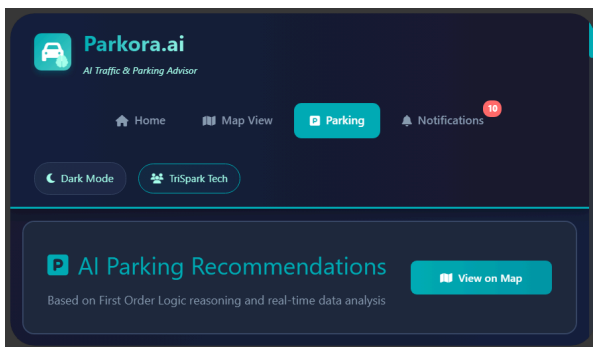 Parkora.ai
AI Traffic & Parking Advisor
Home Map View P Parking Notifications 10
Dark Mode TriSpark Tech
P AI Parking Recommendations
View on Map
Based on First Order Logic reasoning and real-time data analysis